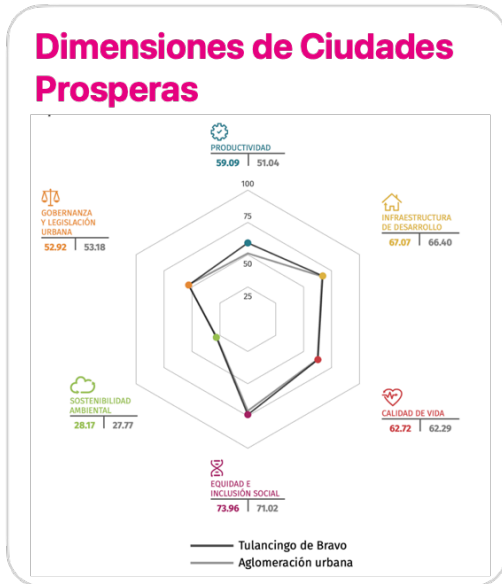 Dimensiones de Ciudades
Prosperas
PRODUCTIVIDAD
59.09 51.04
GOBERNANZA
Y LEGISLACIÓN
URBANA
52.92 53.18
INFRAESTRUCTURA
DE DESARROLLO
67.07 66.40
100
75
50
25
SOSTENIBILIDAD
AMBIENTAL
28.17 27.77
CALIDAD DE VIDA
62.72 62.29
EQUIDAD E
INCLUSIÓN SOCIAL
73.96 71.02
Tulancingo de Bravo
Aglomeración urbana